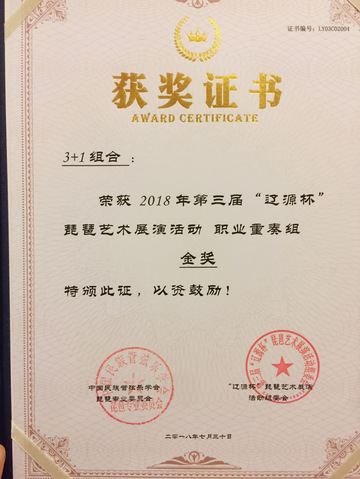 证书编号：LY03C02004
获奖证书
AWARD CERTIFICATE
3+1组合：
荣获 2018 年第三届“辽源杯”
琵琶艺术展演活动 职业重奏组
金奖
特颁此证，以资鼓励！
中国民族管弦乐学会
琵琶专业委员会
“辽源杯”琵琶艺术展演
活动组委会
二〇一八年七月三十日